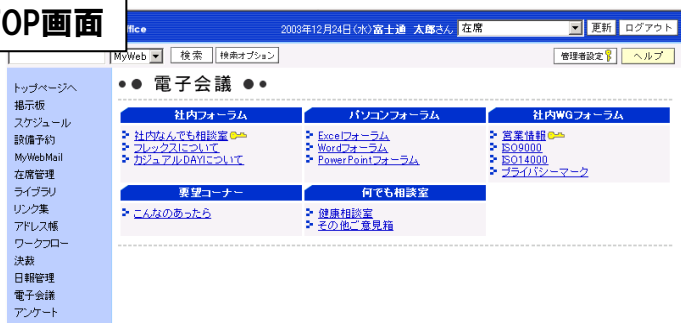 TOP画面
ffice
2003年12月24日(水)富士通 太郎さん 在席 更新 ログアウト
MyWeb 検索 検索オプション 管理者設定 ヘルプ
●● 電子会議 ●●
トップページへ
掲示板
スケジュール
設備予約
MyWebMail
在席管理
ライブラリ
リンク集
アドレス帳
ワークフロー
決裁
日報管理
電子会議
アンケート
社内フォーラム
社内なんでも相談室
フレックスについて
カジュアルDAYについて
パソコンフォーラム
Excelフォーラム
Wordフォーラム
PowerPointフォーラム
社内WGフォーラム
営業情報
ISO9000
ISO14000
プライバシーマーク
要望コーナー
こんなのあったら
何でも相談室
健康相談室
その他ご意見箱